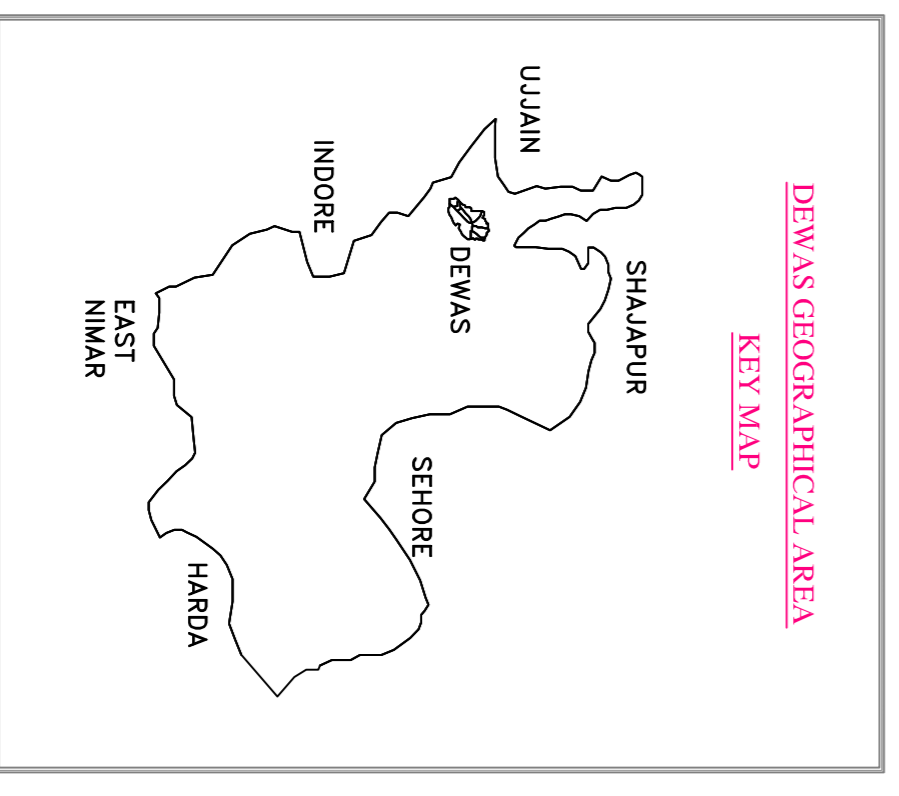 DEWAS GEOGRAPHICAL AREA
KEY MAP
SHAJAPUR
UJJAIN
DEWAS
SEHORE
INDORE
HARDA
EAST
NIMAR